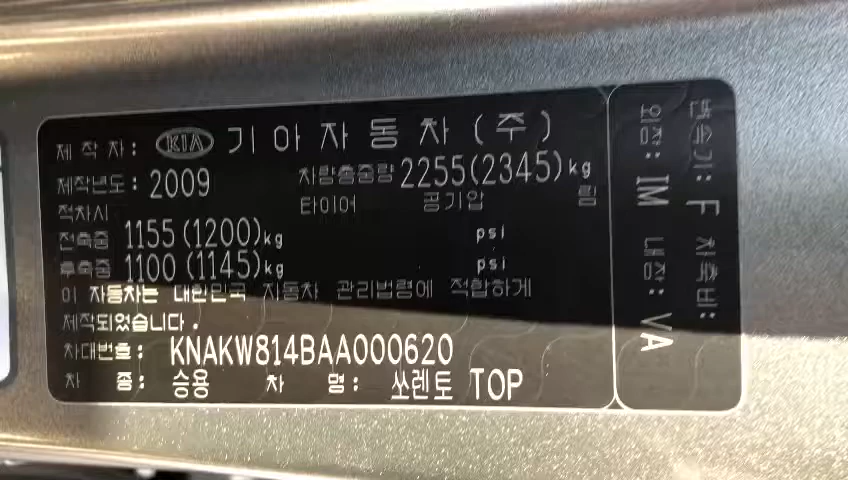 제 작 자: KIA 기아자동차(주)
제작년도: 2009 차량총중량 2255(2345)kg
적차시 타이어 공기압 림
전축중 1155(1200)kg psi
후축중 1100(1145)kg psi
이 자동차는 대한민국 자동차 관리법령에 적합하게
제작되었습니다.
차대번호: KNAKW814BAA000620
차 종: 승용 차 명: 쏘렌토 TOP
변속기: F 차축비:
외장: IM 내장: VA